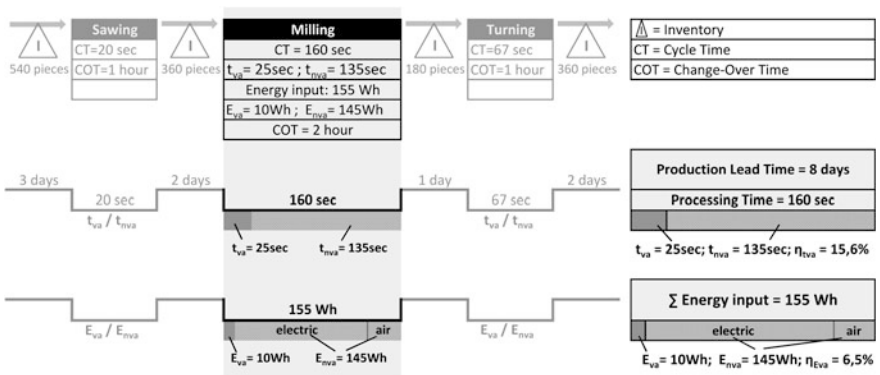 Sawing
Milling
Turning
I
I
I
I
CT=20 sec
COT=1 hour
540 pieces
360 pieces
CT = 160 sec
tva= 25sec ; tnva= 135sec
Energy input: 155 Wh
Eva= 10Wh ; Enva= 145Wh
COT = 2 hour
CT=67 sec
COT=1 hour
180 pieces
360 pieces
I = Inventory
CT = Cycle Time
COT = Change-Over Time
3 days
20 sec
tva / tnva
2 days
160 sec
tva = 25sec
tnva= 135sec
1 day
67 sec
tva / tnva
2 days
Production Lead Time = 8 days
Processing Time = 160 sec
tva = 25sec; tnva = 135sec; ηtva = 15,6%
Eva / Enva
155 Wh
electric
air
Eva= 10Wh
Enva= 145Wh
Eva / Enva
∑ Energy input = 155 Wh
electric
air
Eva= 10Wh; Enva= 145Wh; ηEva = 6,5%